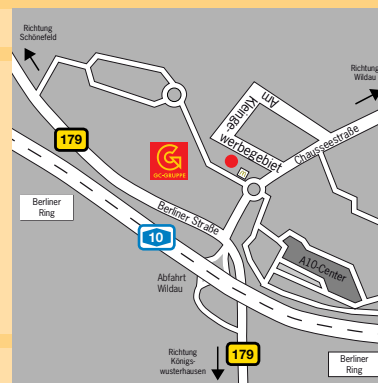 Richtung
Schönefeld
Richtung
Wildau
Am
Kleinge-
werbegebiet
Chausseestraße
179
G
GC-GRUPPE
Berliner
Ring
Berliner Straße
10
A10-Center
Abfahrt
Wildau
Richtung
Königs-
wusterhausen
179
Berliner
Ring